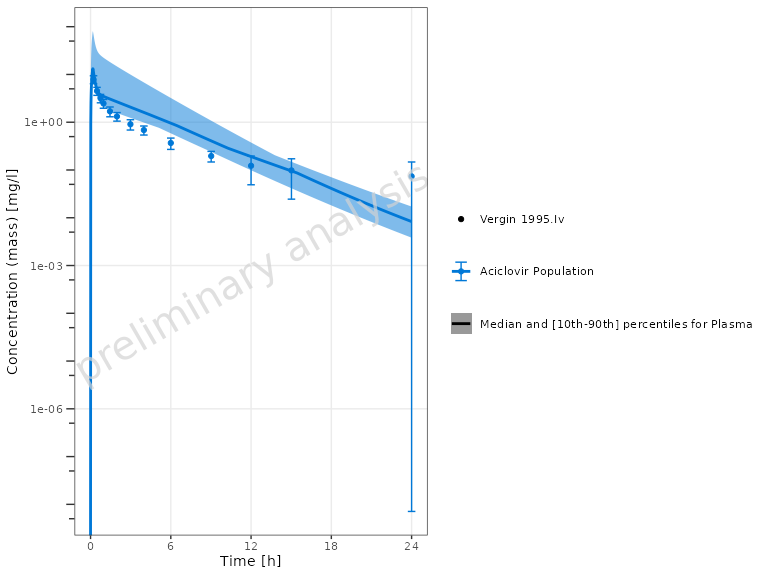 Concentration (mass) [mg/l]
1e+00
1e-03
1e-06
preliminary analysis
0 6 12 18 24
Time [h]
Vergin 1995.Iv
Aciclovir Population
Median and [10th-90th] percentiles for Plasma